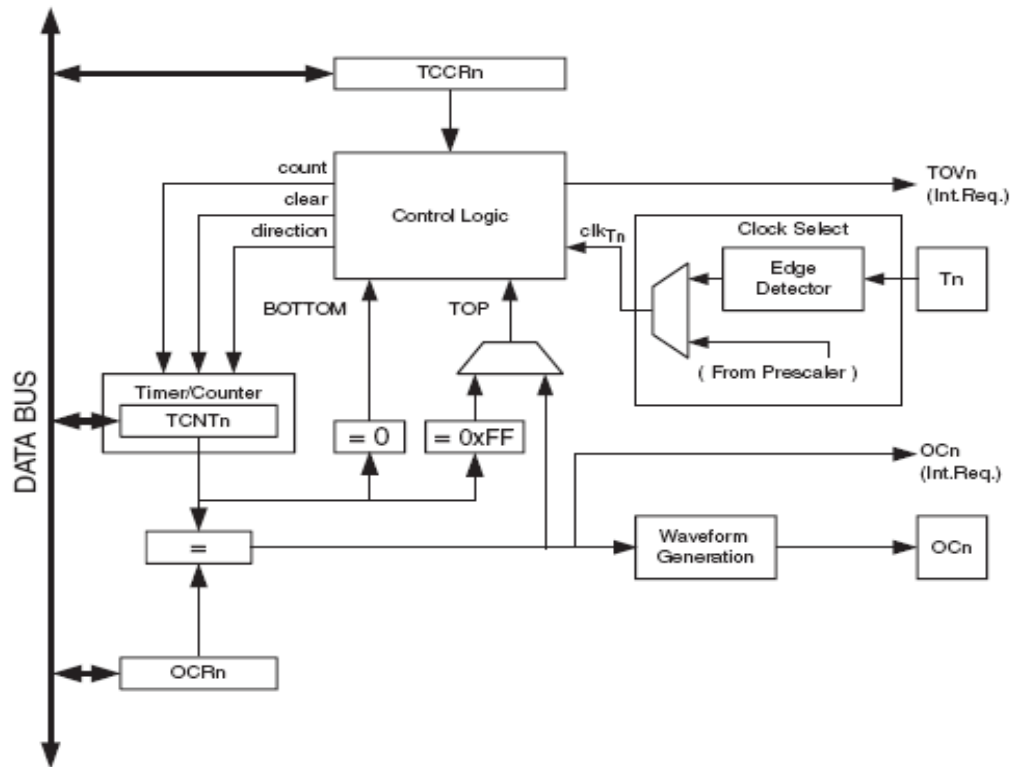 TCCRn
count
clear
direction
Control Logic
TOVn
(Int.Req.)
clkTn
Clock Select
Edge
Detector
Tn
( From Prescaler )
BOTTOM
TOP
Timer/Counter
TCNTn
= 0
= 0xFF
DATA BUS
OCn
(Int.Req.)
=
Waveform
Generation
OCn
OCRn